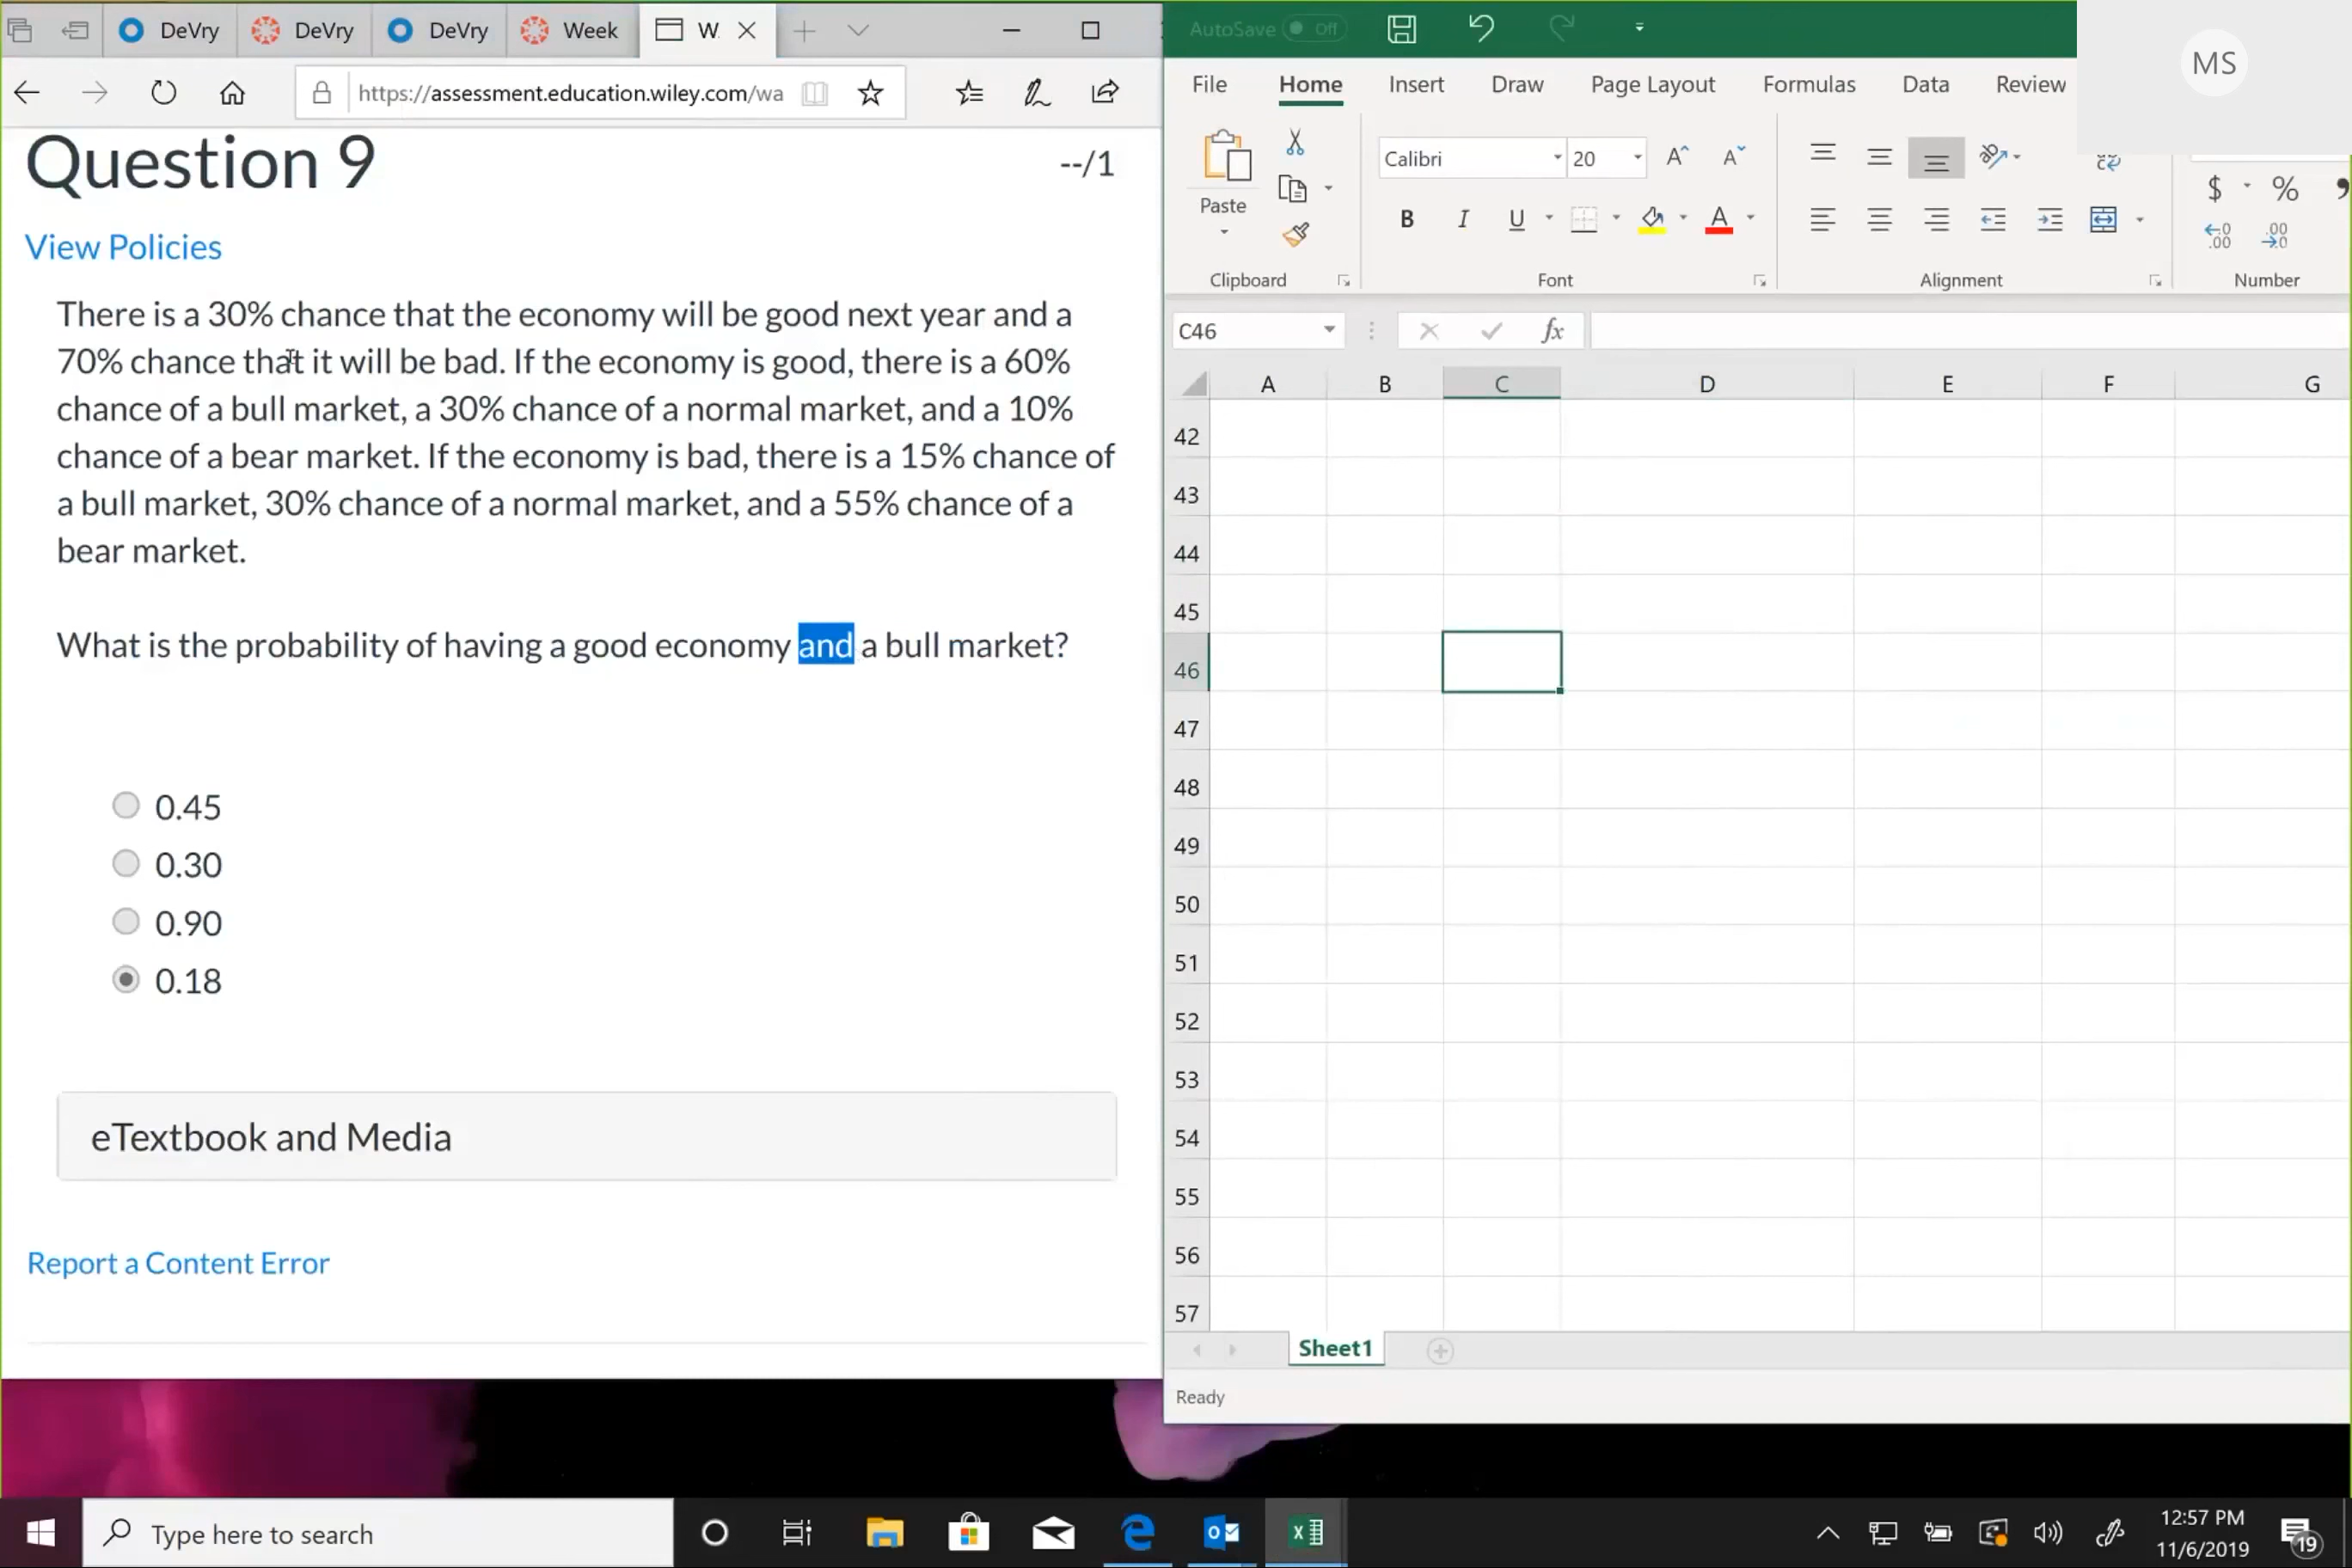 DeVry DeVry DeVry Week W.
https://assessment.education.wiley.com/wa
Question 9
--/1
View Policies
There is a 30% chance that the economy will be good next year and a
70% chance that it will be bad. If the economy is good, there is a 60%
chance of a bull market, a 30% chance of a normal market, and a 10%
chance of a bear market. If the economy is bad, there is a 15% chance of
a bull market, 30% chance of a normal market, and a 55% chance of a
bear market.
What is the probability of having a good economy and a bull market?
0.45
0.30
0.90
0.18
eTextbook and Media
Report a Content Error
AutoSave Off
MS
File Home Insert Draw Page Layout Formulas Data Review
Paste
Calibri 20
B I U A
$ %
Clipboard Font Alignment Number
C46 fx
A B C D E F G
42
43
44
45
46
47
48
49
50
51
52
53
54
55
56
57
Sheet1
Ready
Type here to search
12:57 PM
11/6/2019
19